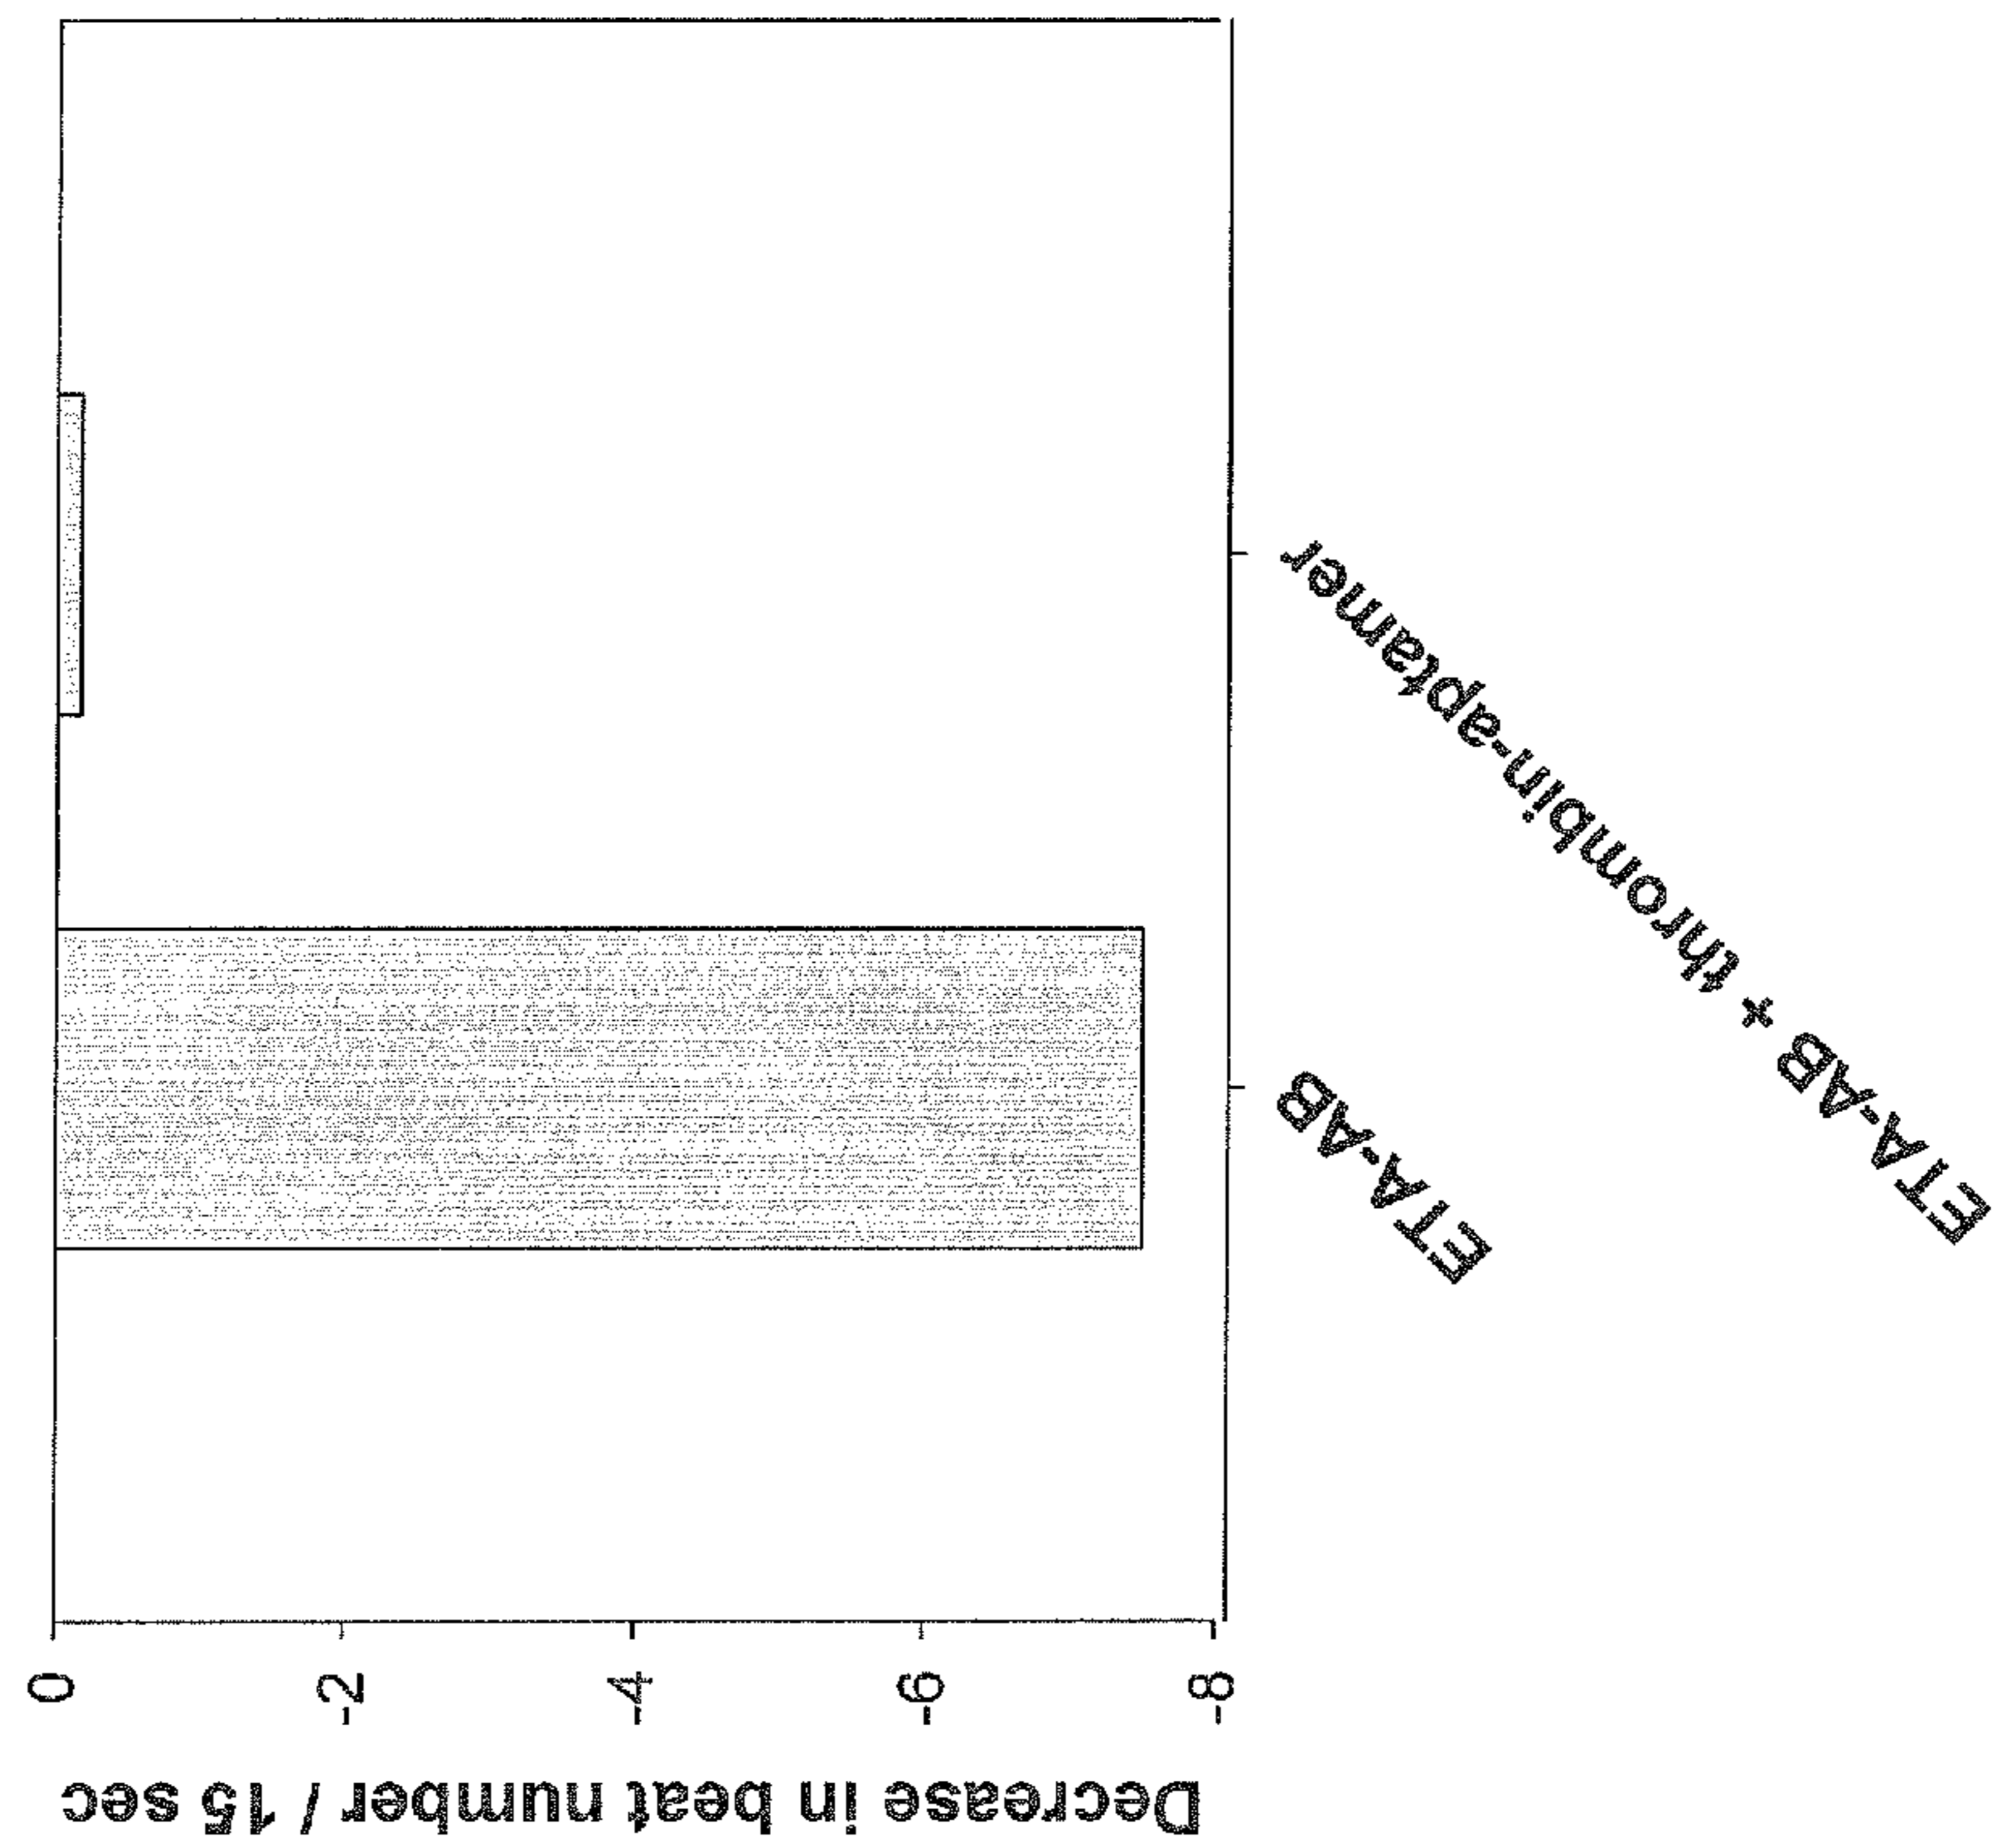 Decrease in beat number / 15 sec
0
-2
-4
-6
-8
ETA-AB
ETA-AB + thrombin-aptamer